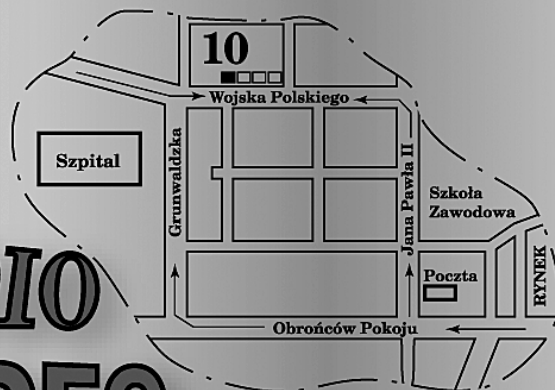 10
Wojska Polskiego
Szpital
Grunwaldzka
Jana Pawła II
Szkoła
Zawodowa
Poczta
RYNEK
Obrońców Pokoju